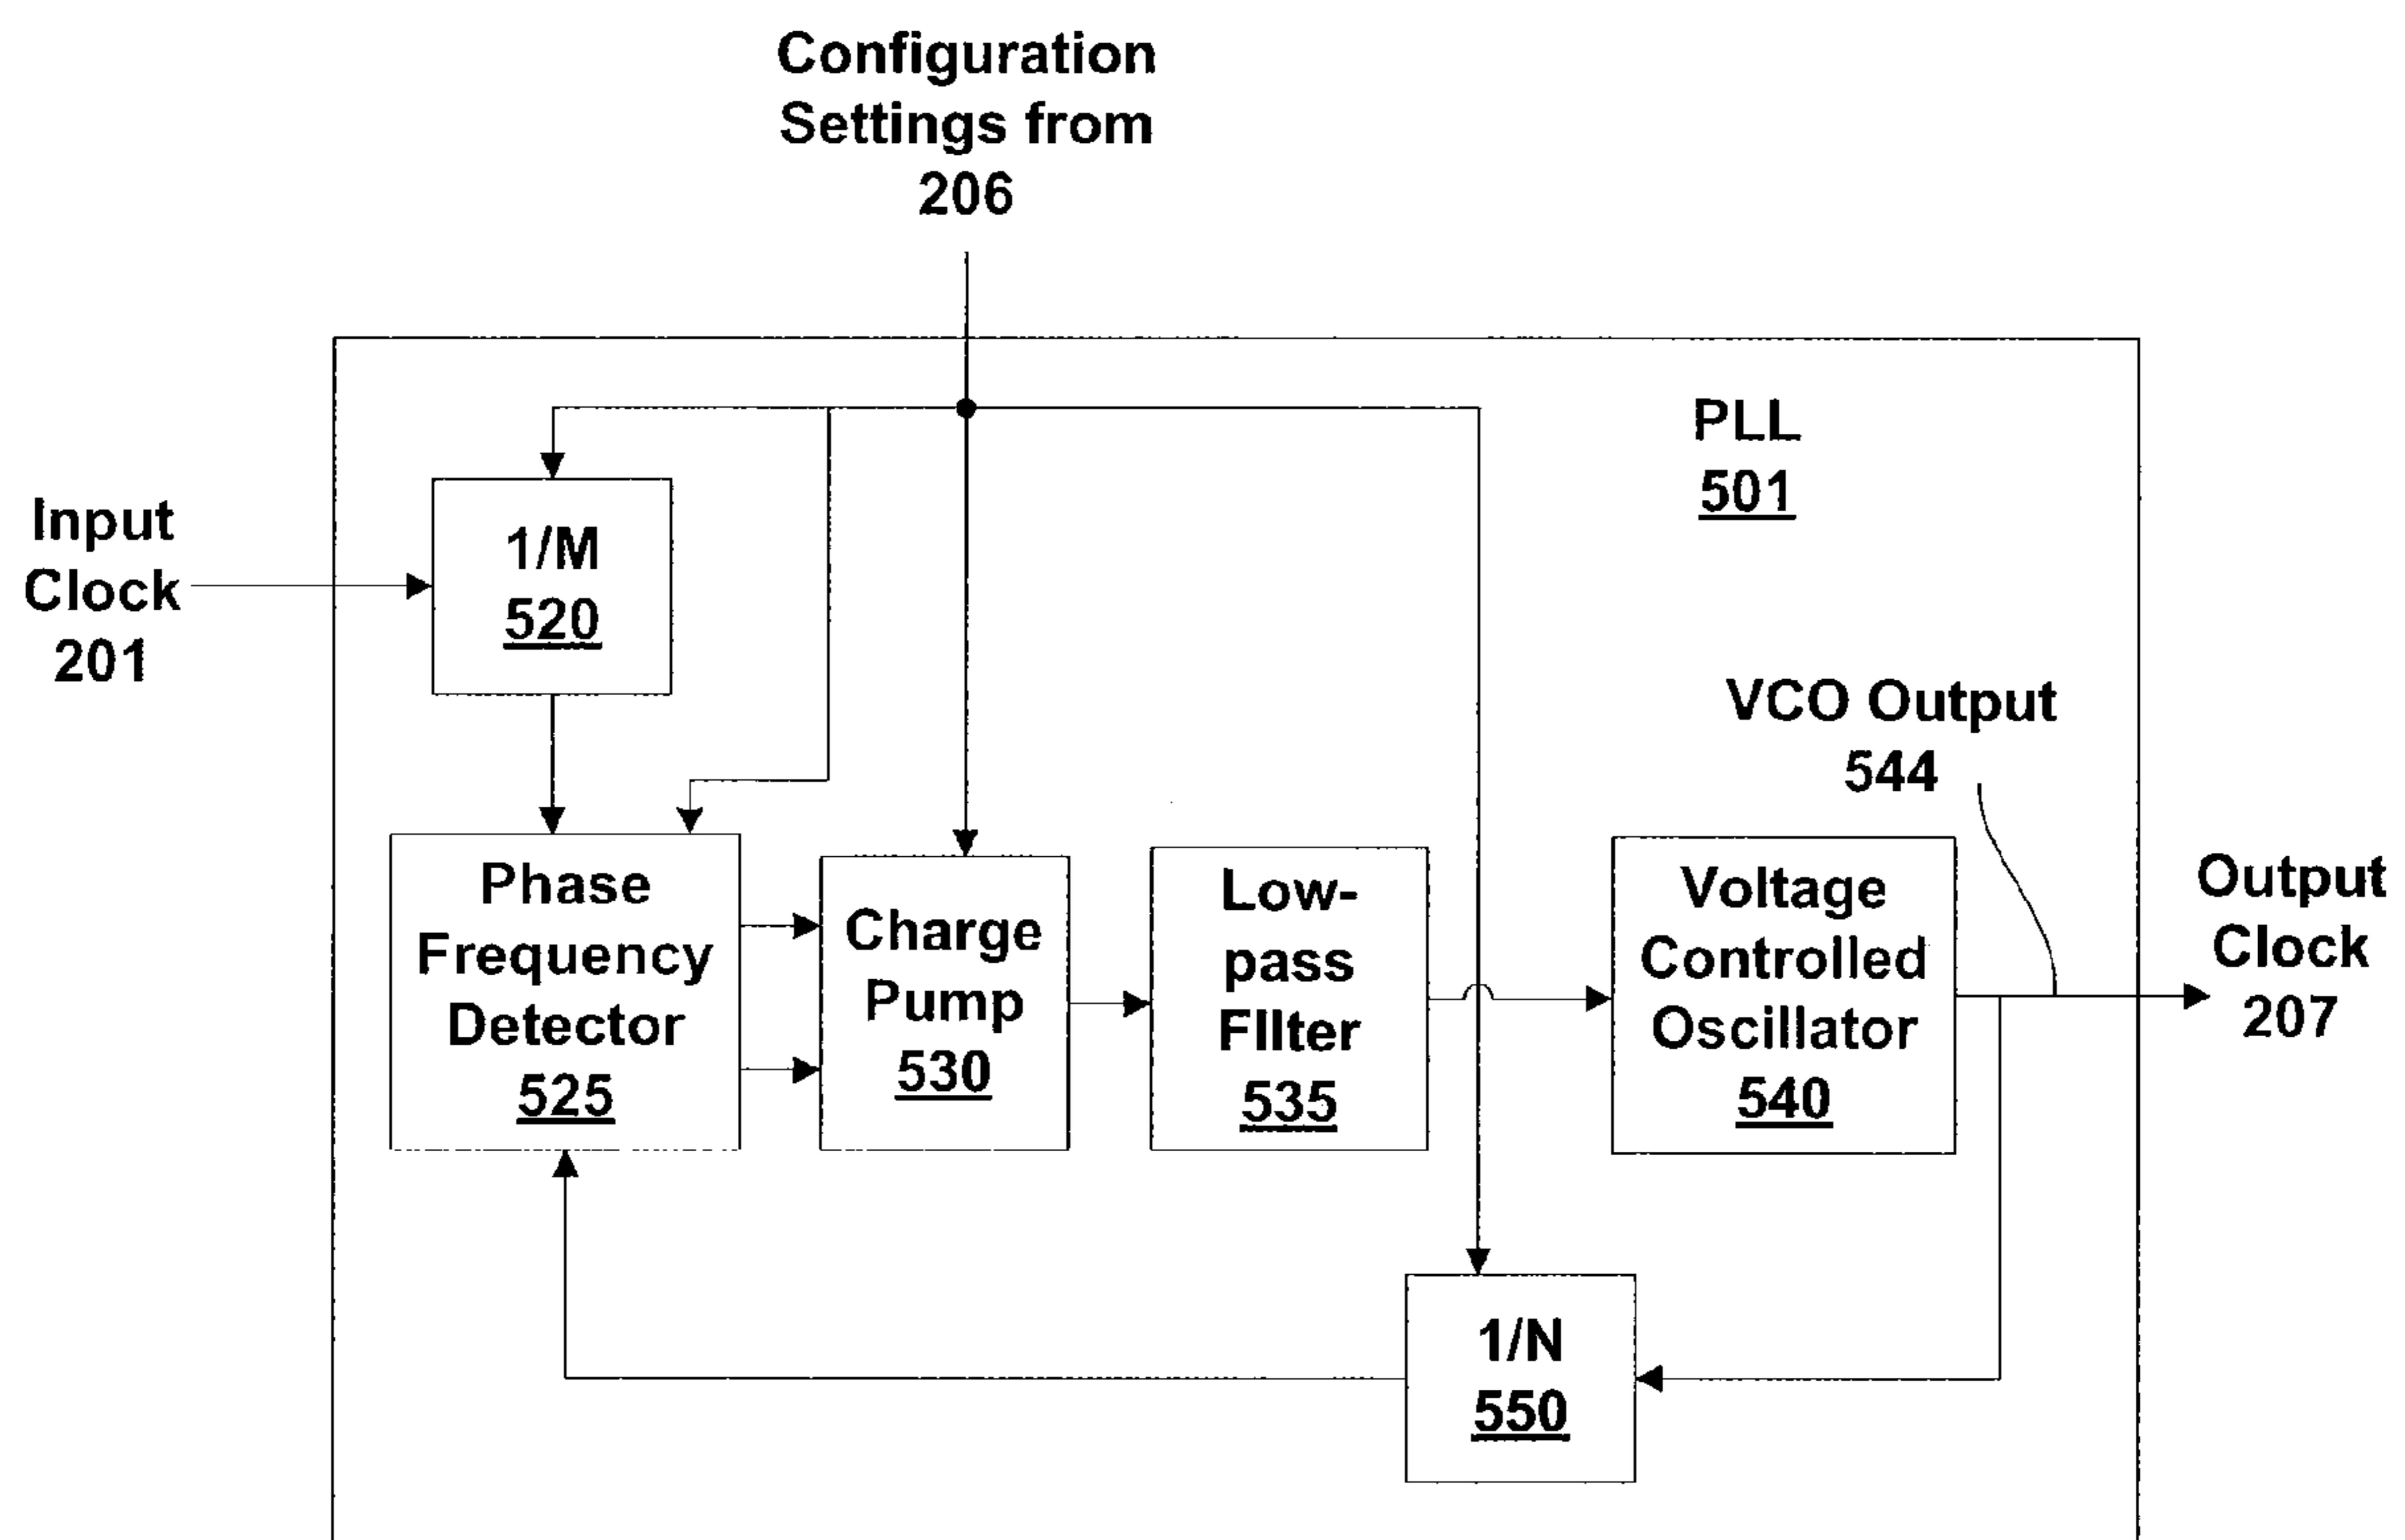 Configuration
Settings from
206
PLL
501
Input
Clock
201
1/M
520
VCO Output
544
Phase
Frequency
Detector
525
Charge
Pump
530
Low-
pass
FIlter
535
Voltage
Controlled
Oscillator
540
Output
Clock
207
1/N
550